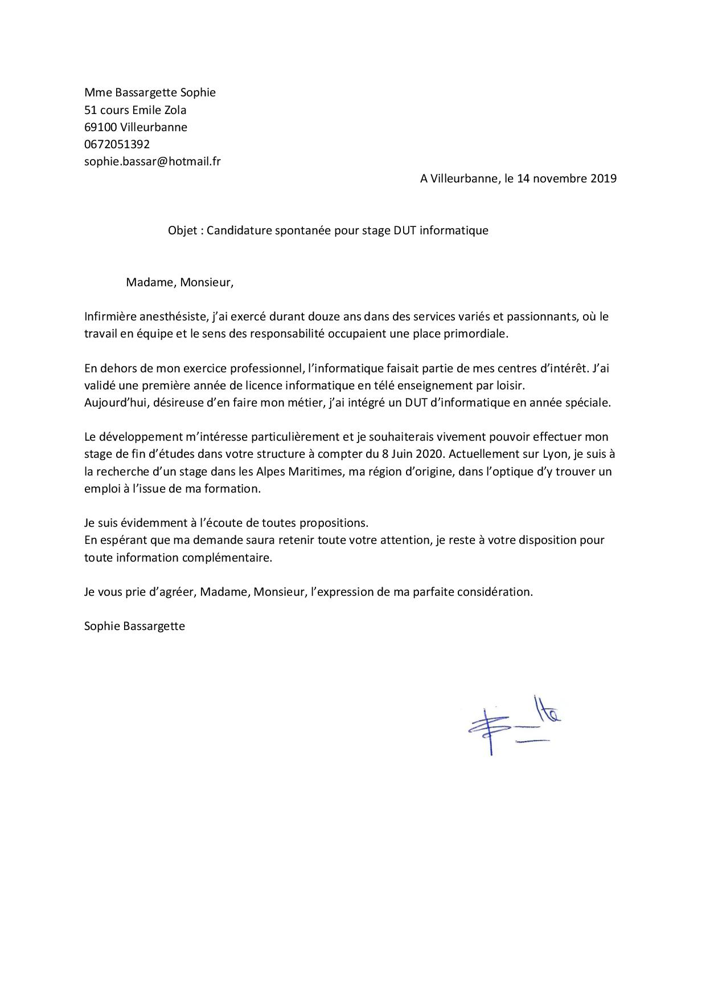 Mme Bassargette Sophie
51 cours Emile Zola
69100 Villeurbanne
0672051392
sophie.bassar@hotmail.fr
A Villeurbanne, le 14 novembre 2019
Objet : Candidature spontanée pour stage DUT informatique
Madame, Monsieur,
Infirmière anesthésiste, j’ai exercé durant douze ans dans des services variés et passionnants, où le
travail en équipe et le sens des responsabilité occupaient une place primordiale.
En dehors de mon exercice professionnel, l’informatique faisait partie de mes centres d’intérêt. J’ai
validé une première année de licence informatique en télé enseignement par loisir.
Aujourd’hui, désireuse d’en faire mon métier, j’ai intégré un DUT d’informatique en année spéciale.
Le développement m’intéresse particulièrement et je souhaiterais vivement pouvoir effectuer mon
stage de fin d’études dans votre structure à compter du 8 Juin 2020. Actuellement sur Lyon, je suis à
la recherche d’un stage dans les Alpes Maritimes, ma région d’origine, dans l’optique d’y trouver un
emploi à l’issue de ma formation.
Je suis évidemment à l’écoute de toutes propositions.
En espérant que ma demande saura retenir toute votre attention, je reste à votre disposition pour
toute information complémentaire.
Je vous prie d’agréer, Madame, Monsieur, l’expression de ma parfaite considération.
Sophie Bassargette